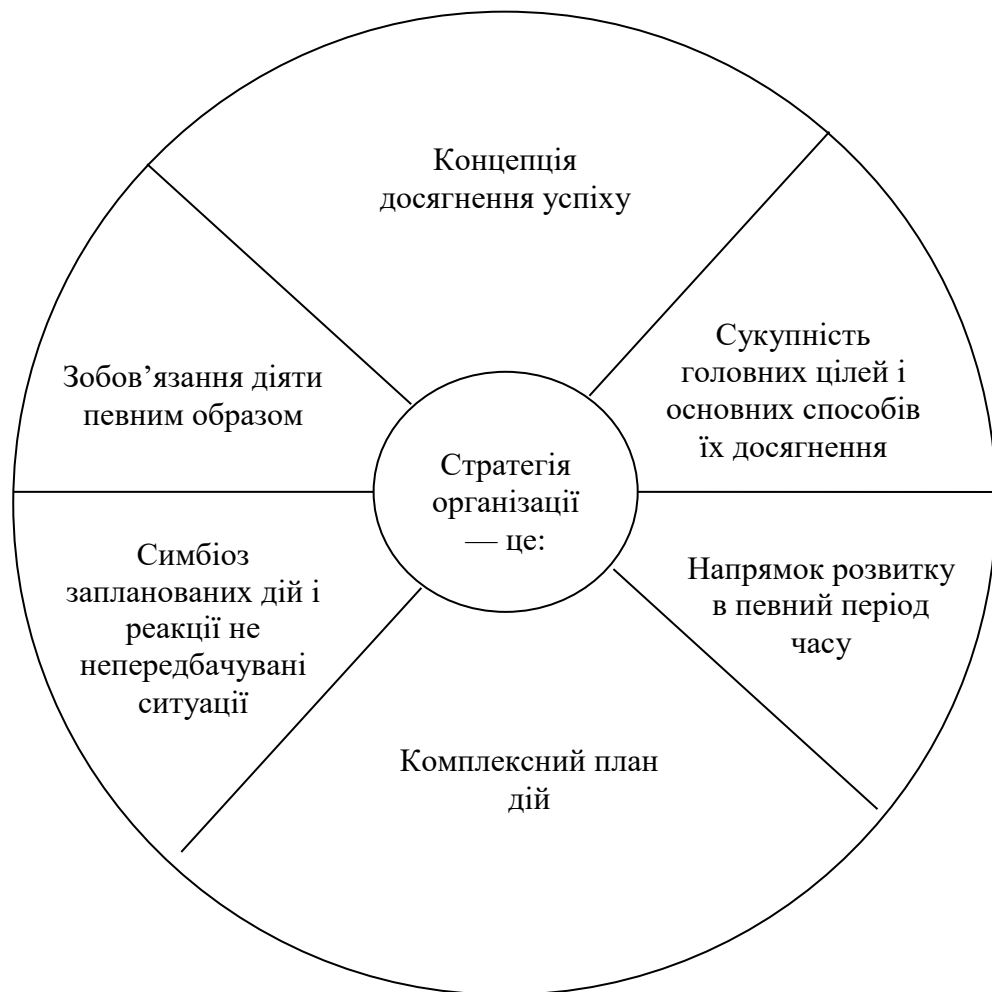 Концепція
досягнення успіху
Сукупність
головних цілей і
основних способів
їх досягнення
Зобов’язання діяти
певним образом
Стратегія
організації
— це:
Симбіоз
запланованих дій і
реакції не
непередбачувані
ситуації
Напрямок розвитку
в певний період
часу
Комплексний план
дій